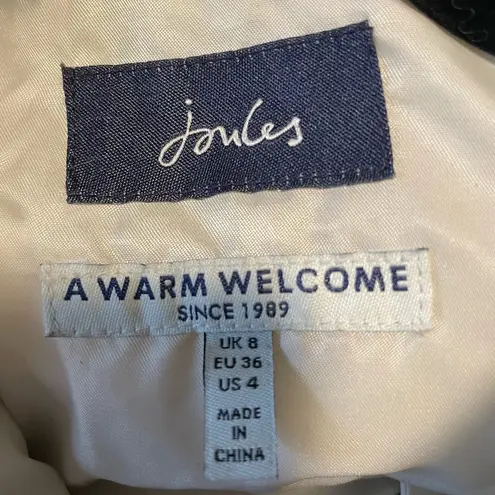 joules
A WARM WELCOME
SINCE 1989
UK 8
EU 36
US 4
MADE
IN
CHINA